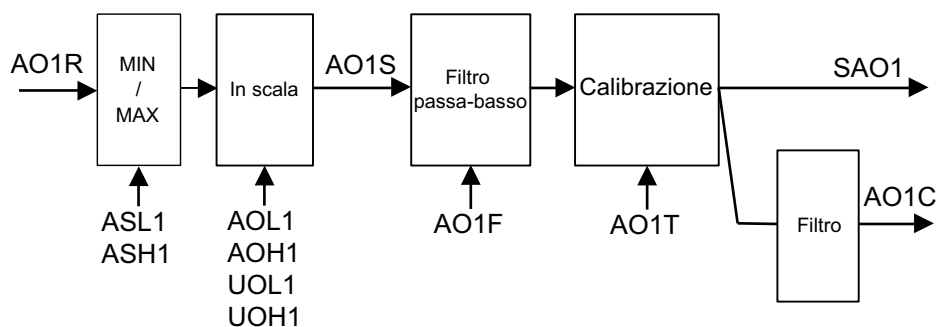 AO1R
MIN
/
MAX
In scala
AO1S
Filtro
passa-basso
Calibrazione
SAO1
ASL1
ASH1
AOL1
AOH1
UOL1
UOH1
AO1F
AO1T
Filtro
AO1C